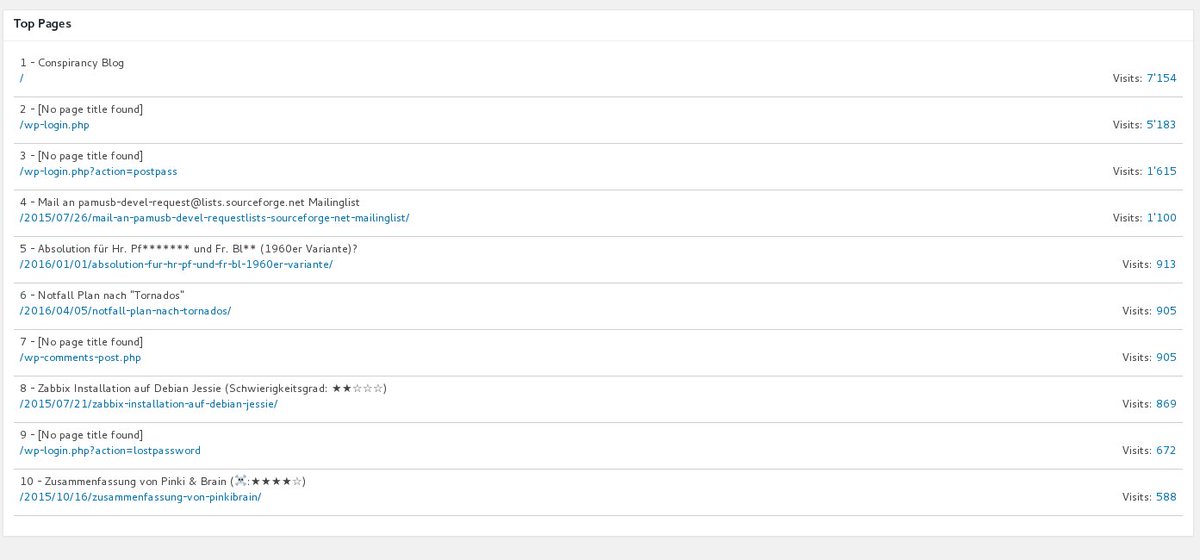 Top Pages
1 - Conspirancy Blog
/
Visits: 7'154
2 - [No page title found]
/wp-login.php
Visits: 5'183
3 - [No page title found]
/wp-login.php?action=postpass
Visits: 1'615
4 - Mail an pamusb-devel-request@lists.sourceforge.net Mailinglist
/2015/07/26/mail-an-pamusb-devel-requestlists-sourceforge-net-mailinglist/
Visits: 1'100
5 - Absolution für Hr. Pf******* und Fr. Bl** (1960er Variante)?
/2016/01/01/absolution-fur-hr-pf-und-fr-bl-1960er-variante/
Visits: 913
6 - Notfall Plan nach "Tornados"
/2016/04/05/notfall-plan-nach-tornados/
Visits: 905
7 - [No page title found]
/wp-comments-post.php
Visits: 905
8 - Zabbix Installation auf Debian Jessie (Schwierigkeitsgrad: ★★☆☆☆)
/2015/07/21/zabbix-installation-auf-debian-jessie/
Visits: 869
9 - [No page title found]
/wp-login.php?action=lostpassword
Visits: 672
10 - Zusammenfassung von Pinki & Brain (☠:★★★★☆)
/2015/10/16/zusammenfassung-von-pinkibrain/
Visits: 588